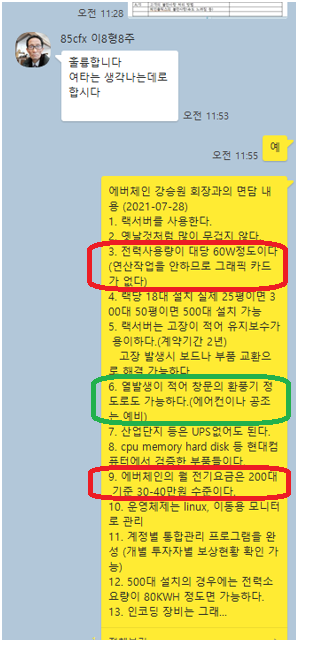 오전 11:28
85cfx 이8형8주
훌륭합니다
여타는 생각나는데로
합시다
오전 11:53
예
오전 11:55
에버체인 강승원 회장과의 면담 내
용 (2021-07-28)
1. 랙서버를 사용한다.
2. 옛날것처럼 많이 무겁지 않다.
3. 전력사용량이 대당 60W정도이다
(연산작업을 안하므로 그래픽 카드
가 없다)
4. 랙당 18대 설치 실제 25평이면 3
00대 50평이면 500대 설치 가능
5. 랙서버는 고장이 적어 유지보수가
용이하다.(계약기간 2년)
고장 발생시 보드나 부품 교환으
로 해결 가능하다
6. 열발생이 적어 창문의 환풍기 정
도로도 가능하다.(에어컨이나 공조
는 예비)
7. 산업단지 등은 UPS없어도 된다.
8. cpu memory hard disk 등 현대컴
퓨터에서 검증한 부품들이다.
9. 에버체인의 월 전기요금은 200대
기준 30-40만원 수준이다.
10. 운영체제는 linux, 이동용 모니터
로 관리
11. 계정별 통합관리 프로그램을 완
성 (개별 투자자별 보상현황 확인 가
능)
12. 500대 설치의 경우에는 전력소
요량이 80KWH 정도면 가능하다.
13. 인코딩 장비는 그래...